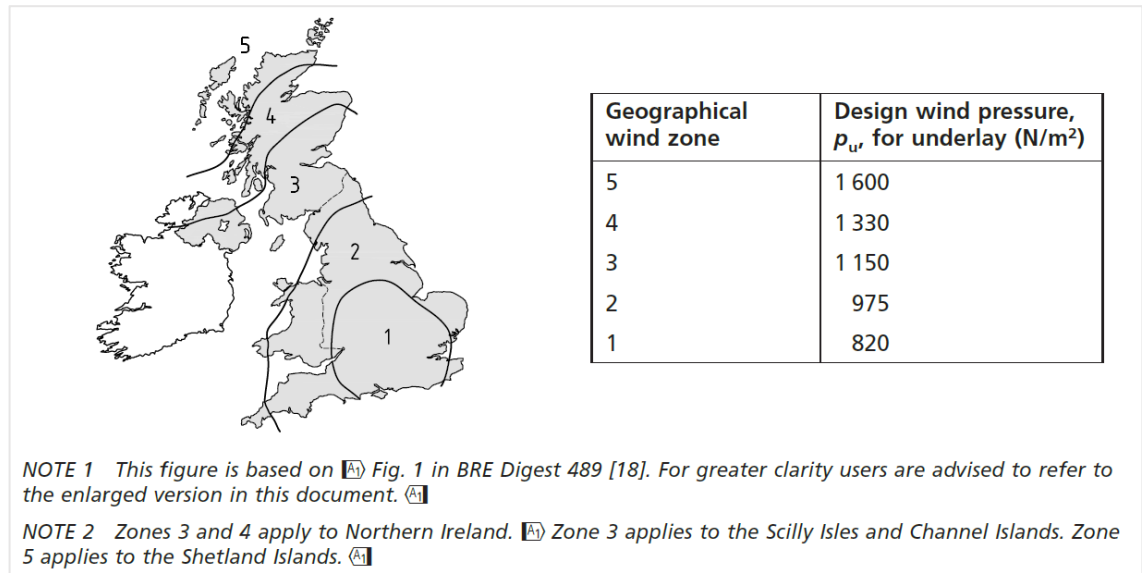 5
4
3
2
1
Geographical wind zone	Design wind pressure, pu, for underlay (N/m²)
5	1 600
4	1 330
3	1 150
2	975
1	820
NOTE 1 This figure is based on A1 Fig. 1 in BRE Digest 489 [18]. For greater clarity users are advised to refer to
the enlarged version in this document. A1
NOTE 2 Zones 3 and 4 apply to Northern Ireland. A1 Zone 3 applies to the Scilly Isles and Channel Islands. Zone
5 applies to the Shetland Islands. A1